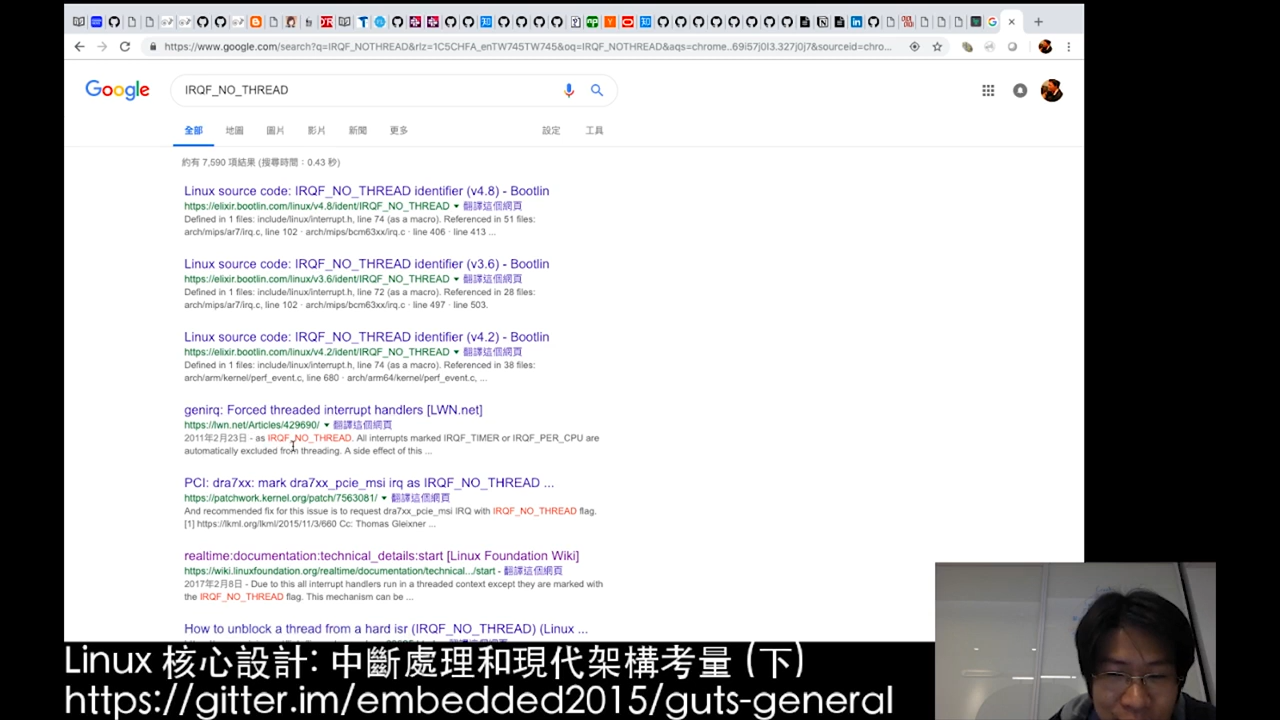 https://www.google.com/search?q=IRQF_NOTHREAD&rlz=1C5CHFA_enTW745TW745&oq=IRQF_NOTHREAD&aqs=chrome..69i57j0l3.327j0j7&sourceid=chro...
Google
IRQF_NO_THREAD
全部 地圖 圖片 影片 新聞 更多 設定 工具
約有 7,590 項結果 (搜尋時間：0.43 秒)
Linux source code: IRQF_NO_THREAD identifier (v4.8) - Bootlin
https://elixir.bootlin.com/linux/v4.8/ident/IRQF_NO_THREAD ▼ 翻譯這個網頁
Defined in 1 files: include/linux/interrupt.h, line 74 (as a macro). Referenced in 51 files:
arch/mips/ar7/irq.c, line 102 · arch/mips/bcm63xx/irq.c · line 406 · line 413 ...
Linux source code: IRQF_NO_THREAD identifier (v3.6) - Bootlin
https://elixir.bootlin.com/linux/v3.6/ident/IRQF_NO_THREAD ▼ 翻譯這個網頁
Defined in 1 files: include/linux/interrupt.h, line 72 (as a macro). Referenced in 28 files:
arch/mips/ar7/irq.c, line 102 · arch/mips/bcm63xx/irq.c · line 497 · line 503.
Linux source code: IRQF_NO_THREAD identifier (v4.2) - Bootlin
https://elixir.bootlin.com/linux/v4.2/ident/IRQF_NO_THREAD ▼ 翻譯這個網頁
Defined in 1 files: include/linux/interrupt.h, line 74 (as a macro). Referenced in 38 files:
arch/arm/kernel/perf_event.c, line 680 · arch/arm64/kernel/perf_event.c, ...
genirq: Forced threaded interrupt handlers [LWN.net]
https://lwn.net/Articles/429690/ ▼ 翻譯這個網頁
2011年2月23日 - as IRQF_NO_THREAD. All interrupts marked IRQF_TIMER or IRQF_PER_CPU are
automatically excluded from threading. A side effect of this ...
PCI: dra7xx: mark dra7xx_pcie_msi irq as IRQF_NO_THREAD ...
https://patchwork.kernel.org/patch/7563081/ ▼ 翻譯這個網頁
And recommended fix for this issue is to request dra7xx_pcie_msi IRQ with IRQF_NO_THREAD flag.
[1] https://lkml.org/lkml/2015/11/3/660 Cc: Thomas Gleixner ...
realtime:documentation:technical_details:start [Linux Foundation Wiki]
https://wiki.linuxfoundation.org/realtime/documentation/technical.../start - 翻譯這個網頁
2017年2月8日 - Due to this all interrupt handlers run in a threaded context except they are marked with
the IRQF_NO_THREAD flag. This mechanism can be ...
How to unblock a thread from a hard isr (IRQF_NO_THREAD) (Linux ...
Linux 核心設計: 中斷處理和現代架構考量 (下)
https://gitter.im/embedded2015/guts-general